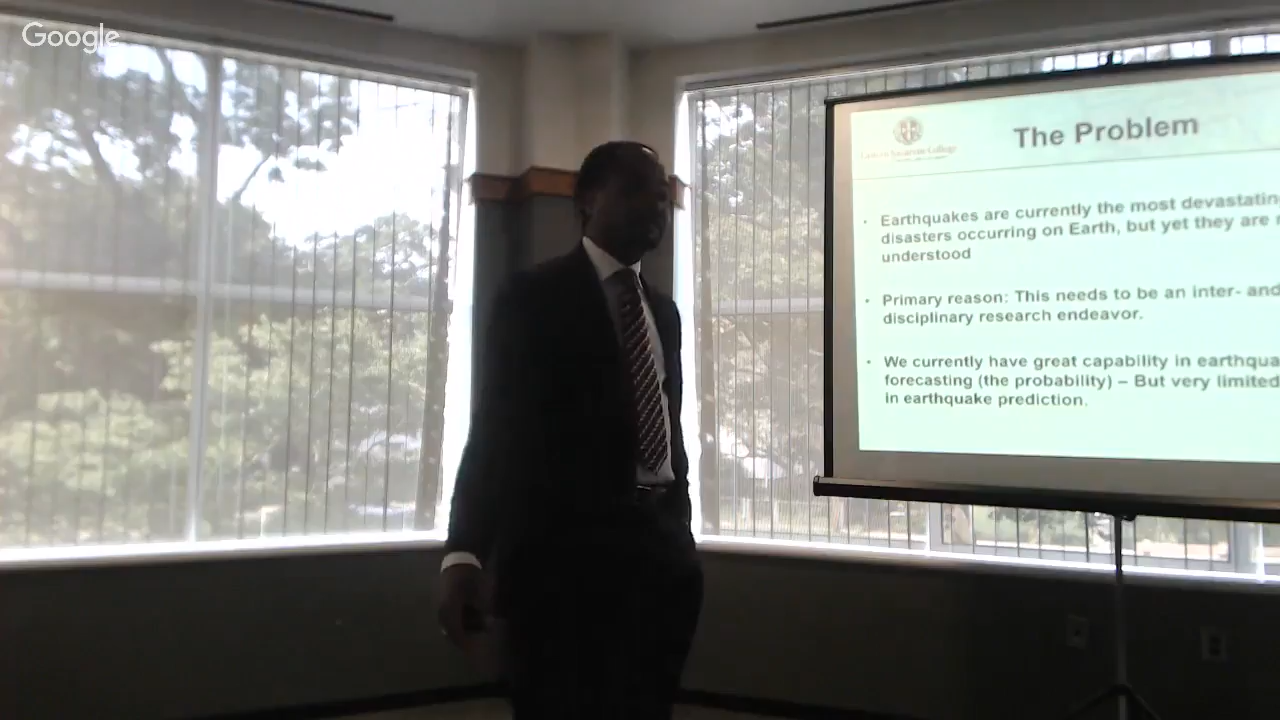 Google
The Problem
• Earthquakes are currently the most devastating
disasters occurring on Earth, but yet they are
understood
• Primary reason: This needs to be an inter- and
disciplinary research endeavor.
• We currently have great capability in earthqua
forecasting (the probability) – But very limited
in earthquake prediction.